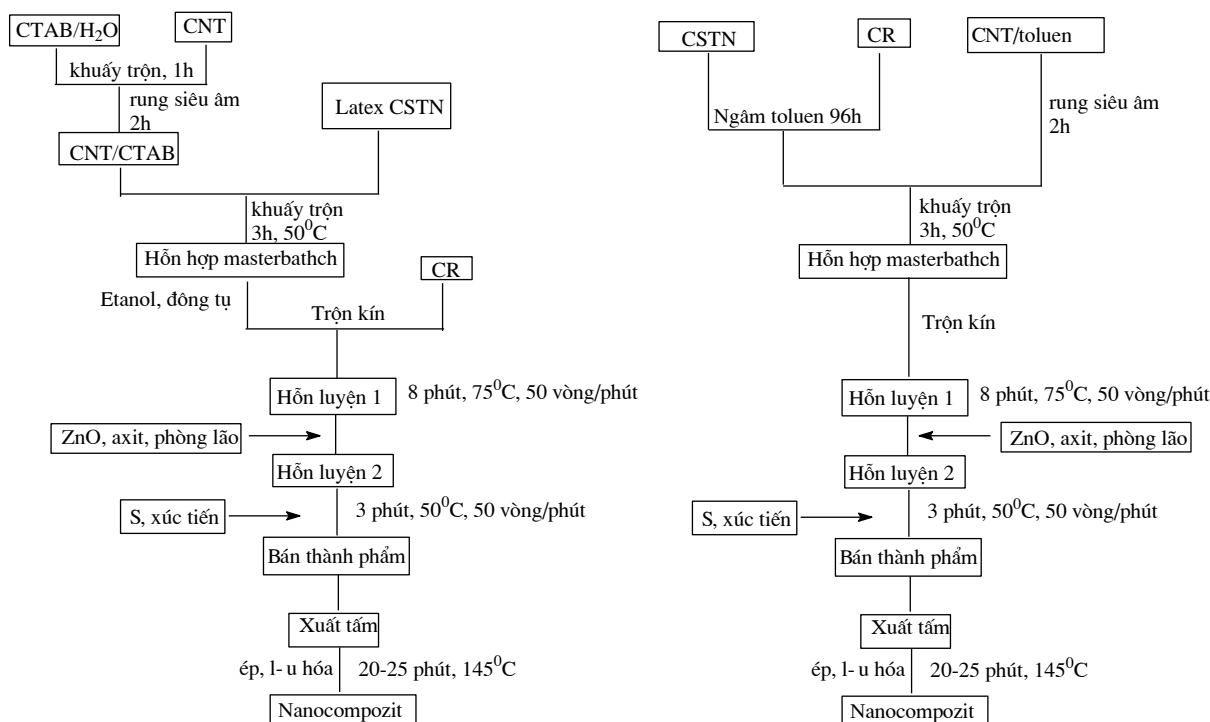 CTAB/H₂O
CNT
khuấy trộn, 1h
rung siêu âm
2h
Latex CSTN
CNT/CTAB
khuấy trộn
3h, 50⁰C
Hỗn hợp masterbathch
CR
Etanol, đông tụ
Trộn kín
Hỗn luyện 1
8 phút, 75⁰C, 50 vòng/phút
ZnO, axit, phòng lão
Hỗn luyện 2
3 phút, 50⁰C, 50 vòng/phút
S, xúc tiến
Bán thành phẩm
Xuất tấm
ép, l- u hóa
20-25 phút, 145⁰C
Nanocompozit
CSTN
CR
CNT/toluen
Ngâm toluen 96h
rung siêu âm
2h
khuấy trộn
3h, 50⁰C
Hỗn hợp masterbathch
Trộn kín
Hỗn luyện 1
8 phút, 75⁰C, 50 vòng/phút
ZnO, axit, phòng lão
Hỗn luyện 2
3 phút, 50⁰C, 50 vòng/phút
S, xúc tiến
Bán thành phẩm
Xuất tấm
ép, l- u hóa
20-25 phút, 145⁰C
Nanocompozit